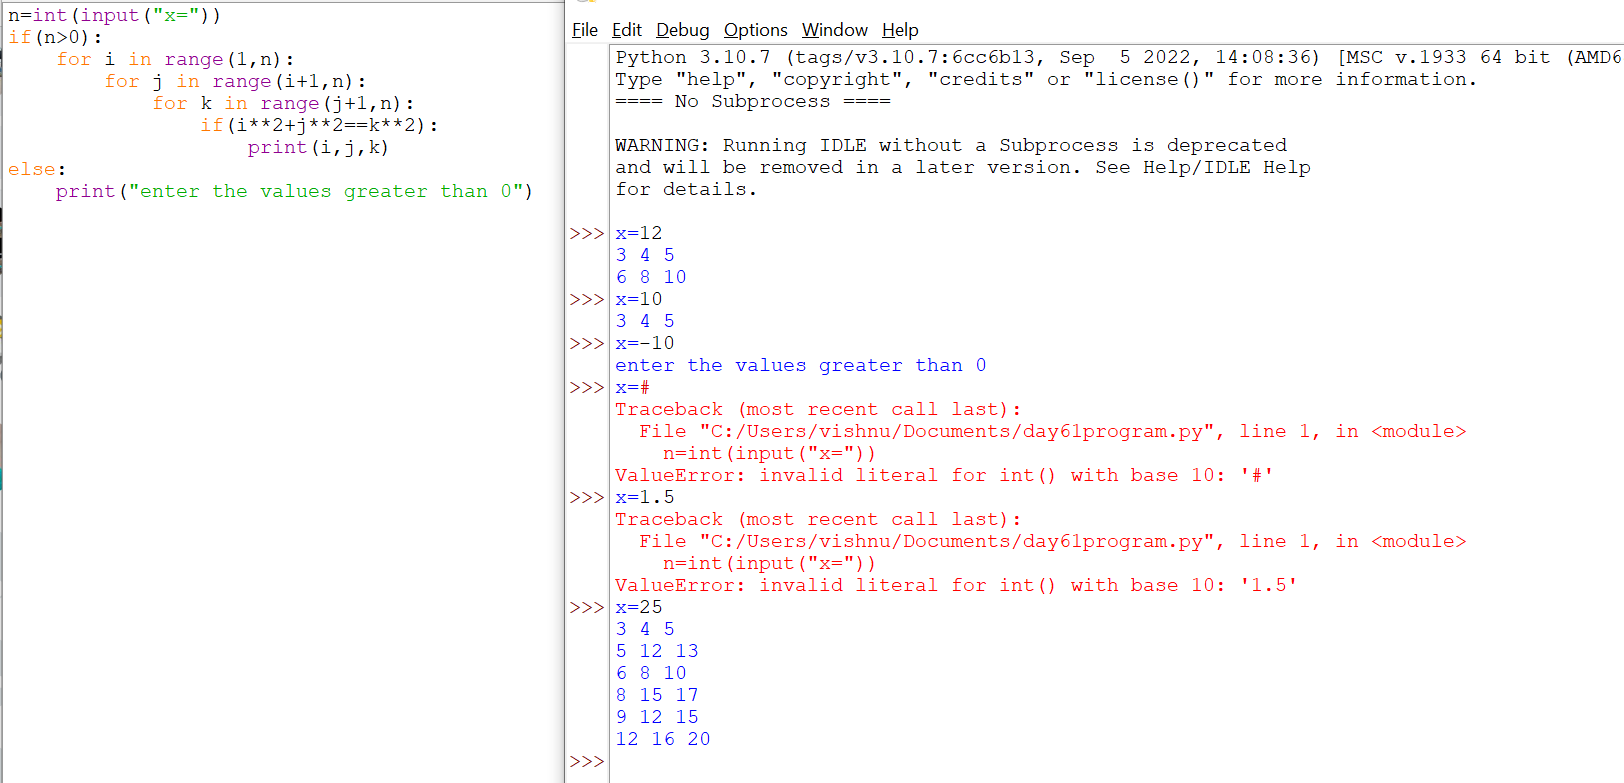 n=int(input("x="))
if(n>0):
    for i in range(1,n):
        for j in range(i+1,n):
            for k in range(j+1,n):
                if(i**2+j**2==k**2):
                    print(i,j,k)
else:
    print("enter the values greater than 0")
File Edit Debug Options Window Help
Python 3.10.7 (tags/v3.10.7:6cc6b13, Sep  5 2022, 14:08:36) [MSC v.1933 64 bit (AMD6
Type "help", "copyright", "credits" or "license()" for more information.
==== No Subprocess ====
WARNING: Running IDLE without a Subprocess is deprecated
and will be removed in a later version. See Help/IDLE Help
for details.
>>> x=12
3 4 5
6 8 10
>>> x=10
3 4 5
>>> x=-10
enter the values greater than 0
>>> x=#
Traceback (most recent call last):
  File "C:/Users/vishnu/Documents/day61program.py", line 1, in <module>
    n=int(input("x="))
ValueError: invalid literal for int() with base 10: '#'
>>> x=1.5
Traceback (most recent call last):
  File "C:/Users/vishnu/Documents/day61program.py", line 1, in <module>
    n=int(input("x="))
ValueError: invalid literal for int() with base 10: '1.5'
>>> x=25
3 4 5
5 12 13
6 8 10
8 15 17
9 12 15
12 16 20
>>>